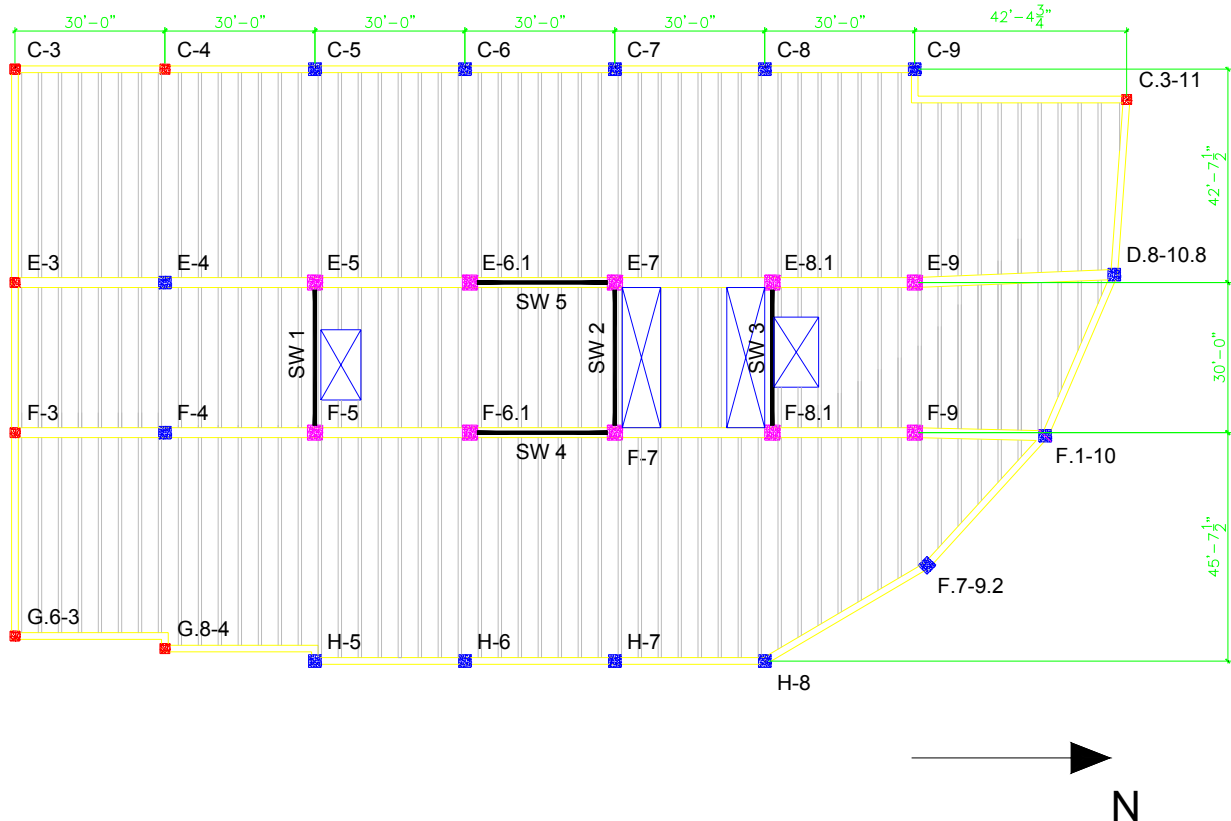 30'-0" 30'-0" 30'-0" 30'-0" 30'-0" 30'-0" 42'-4 3/4"
C-3 C-4 C-5 C-6 C-7 C-8 C-9
C.3-11
42'-7 1/2"
E-3 E-4 E-5 E-6.1 E-7 E-8.1 E-9 D.8-10.8
SW 5
SW 1 SW 2 SW 3
30'-0"
F-3 F-4 F-5 F-6.1 F-8.1 F-9
SW 4 F-7 F.1-10
45'-7 1/2"
F.7-9.2
G.6-3 G.8-4 H-5 H-6 H-7
H-8
N